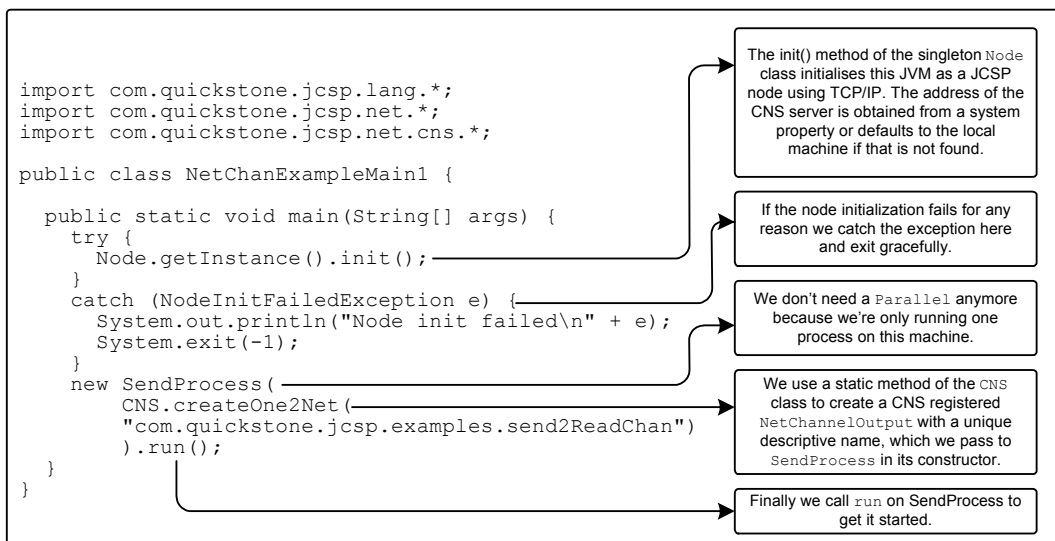 import com.quickstone.jcsp.lang.*;
import com.quickstone.jcsp.net.*;
import com.quickstone.jcsp.net.cns.*;
public class NetChanExampleMain1 {
public static void main(String[] args) {
try {
Node.getInstance().init();
}
catch (NodeInitFailedException e) {
System.out.println("Node init failed\n" + e);
System.exit(-1);
}
new SendProcess(
CNS.createOne2Net(
"com.quickstone.jcsp.examples.send2ReadChan")
).run();
}
}
The init() method of the singleton Node
class initialises this JVM as a JCSP
node using TCP/IP. The address of the
CNS server is obtained from a system
property or defaults to the local
machine if that is not found.
If the node initialization fails for any
reason we catch the exception here
and exit gracefully.
We don't need a Parallel anymore
because we're only running one
process on this machine.
We use a static method of the CNS
class to create a CNS registered
NetChannelOutput with a unique
descriptive name, which we pass to
SendProcess in its constructor.
Finally we call run on SendProcess to
get it started.